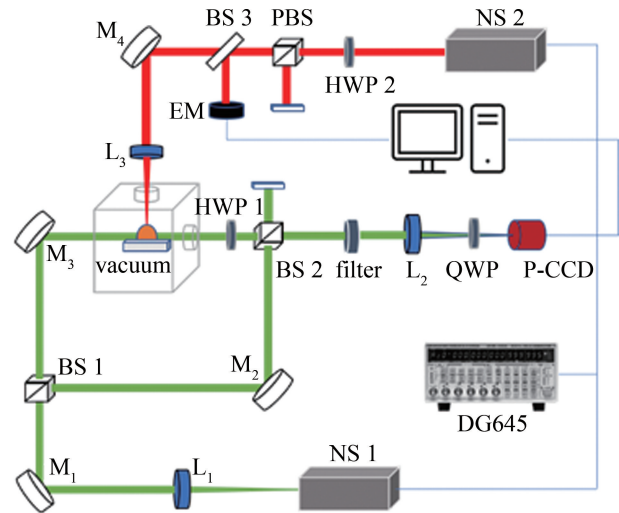 M4
BS 3
PBS
NS 2
HWP 2
EM
L3
HWP 1
M3
vacuum
BS 2
filter
L2
QWP
P-CCD
BS 1
M2
DG645
M1
L1
NS 1